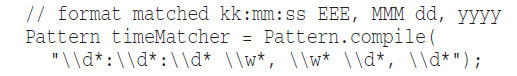 // format matched kk:mm:ss EEE, MMM dd, yyyy
Pattern timeMatcher = Pattern.compile(
"\\d*:\\d*:\\d* \\w*, \\w* \\d*, \\d*");